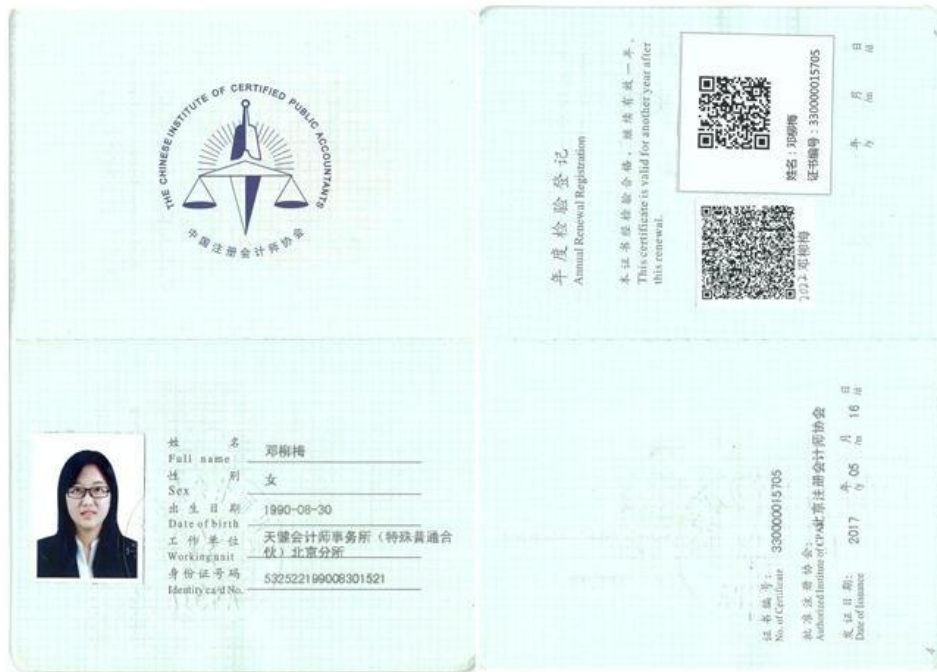 THE CHINESE INSTITUTE OF CERTIFIED PUBLIC ACCOUNTANTS
中国注册会计师协会
姓 名
Full name
邓柳梅
性 别
Sex
女
出生日期
Date of birth
1990-08-30
工作单位
Working unit
天健会计师事务所（特殊普通合
伙）北京分所
身份证号码
Identity card No.
532522199008301521
年度检验登记
Annual Renewal Registration
本证书经检验合格，继续有效一年。
This certificate is valid for another year after
this renewal.
姓名：邓柳梅
证书编号：330000015705
2022 邓柳梅
年 月 日
/y /m /d
证书编号:
No. of Certificate
330000015705
批准注册协会:
Authorized Institute of CPAs
北京注册会计师协会
发证日期:
Date of Issuance
2017 年 05 月 16 日
/y /m /d
4